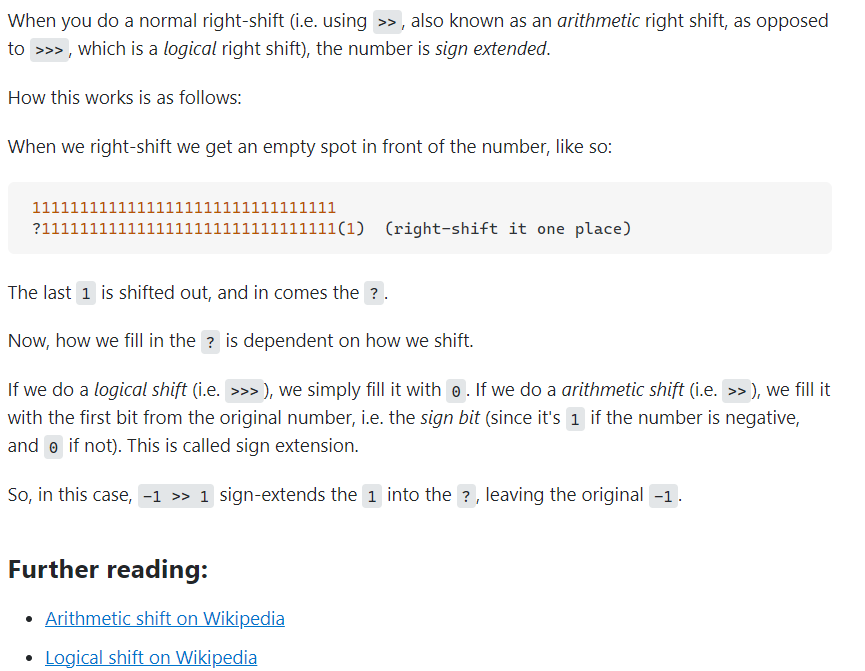 When you do a normal right-shift (i.e. using >>, also known as an arithmetic right shift, as opposed
to >>>, which is a logical right shift), the number is sign extended.
How this works is as follows:
When we right-shift we get an empty spot in front of the number, like so:
11111111111111111111111111111111
?1111111111111111111111111111111(1)  (right-shift it one place)
The last 1 is shifted out, and in comes the ?.
Now, how we fill in the ? is dependent on how we shift.
If we do a logical shift (i.e. >>>), we simply fill it with 0. If we do a arithmetic shift (i.e. >>), we fill it
with the first bit from the original number, i.e. the sign bit (since it's 1 if the number is negative,
and 0 if not). This is called sign extension.
So, in this case, -1 >> 1 sign-extends the 1 into the ?, leaving the original -1.
Further reading:
• Arithmetic shift on Wikipedia
• Logical shift on Wikipedia